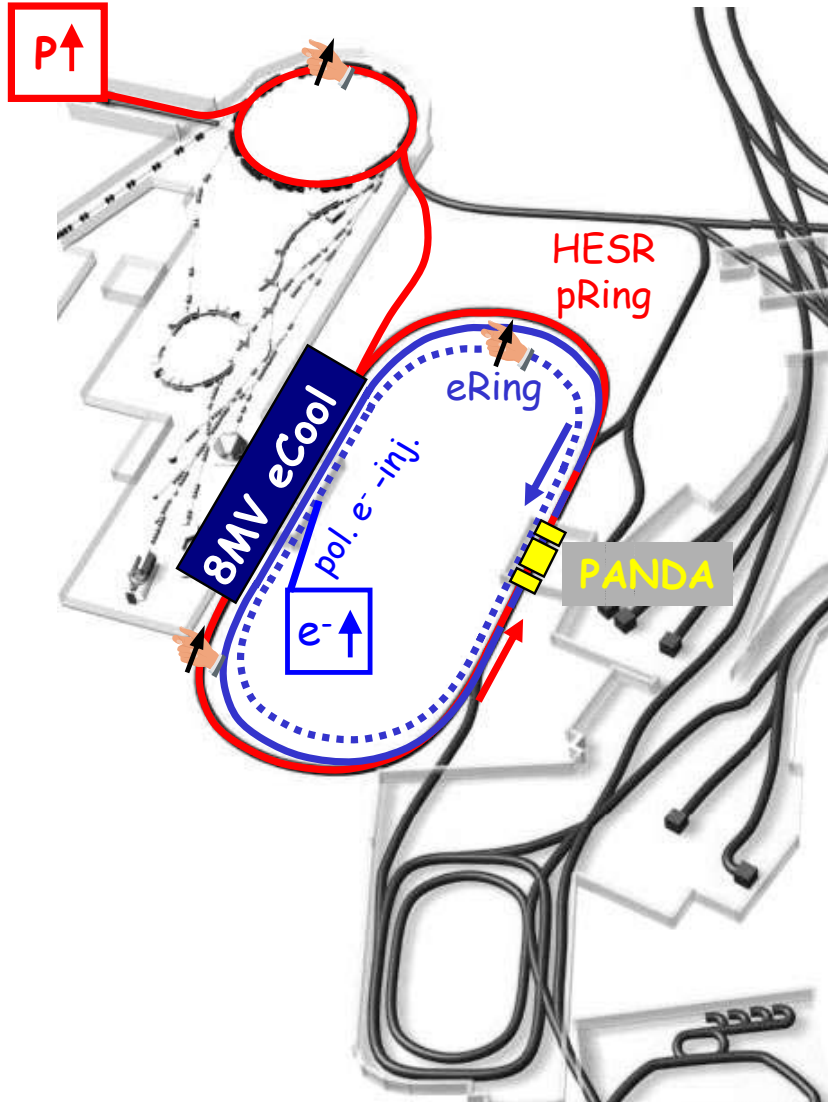 P
HESR
pRing
eRing
8MV eCool
pol. e⁻ -inj.
PANDA
e⁻